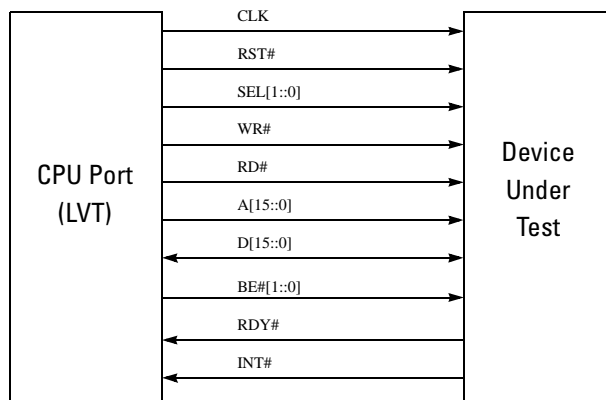 CLK
RST#
SEL[1::0]
WR#
RD#
A[15::0]
D[15::0]
BE#[1::0]
RDY#
INT#
CPU Port
(LVT)
Device
Under
Test